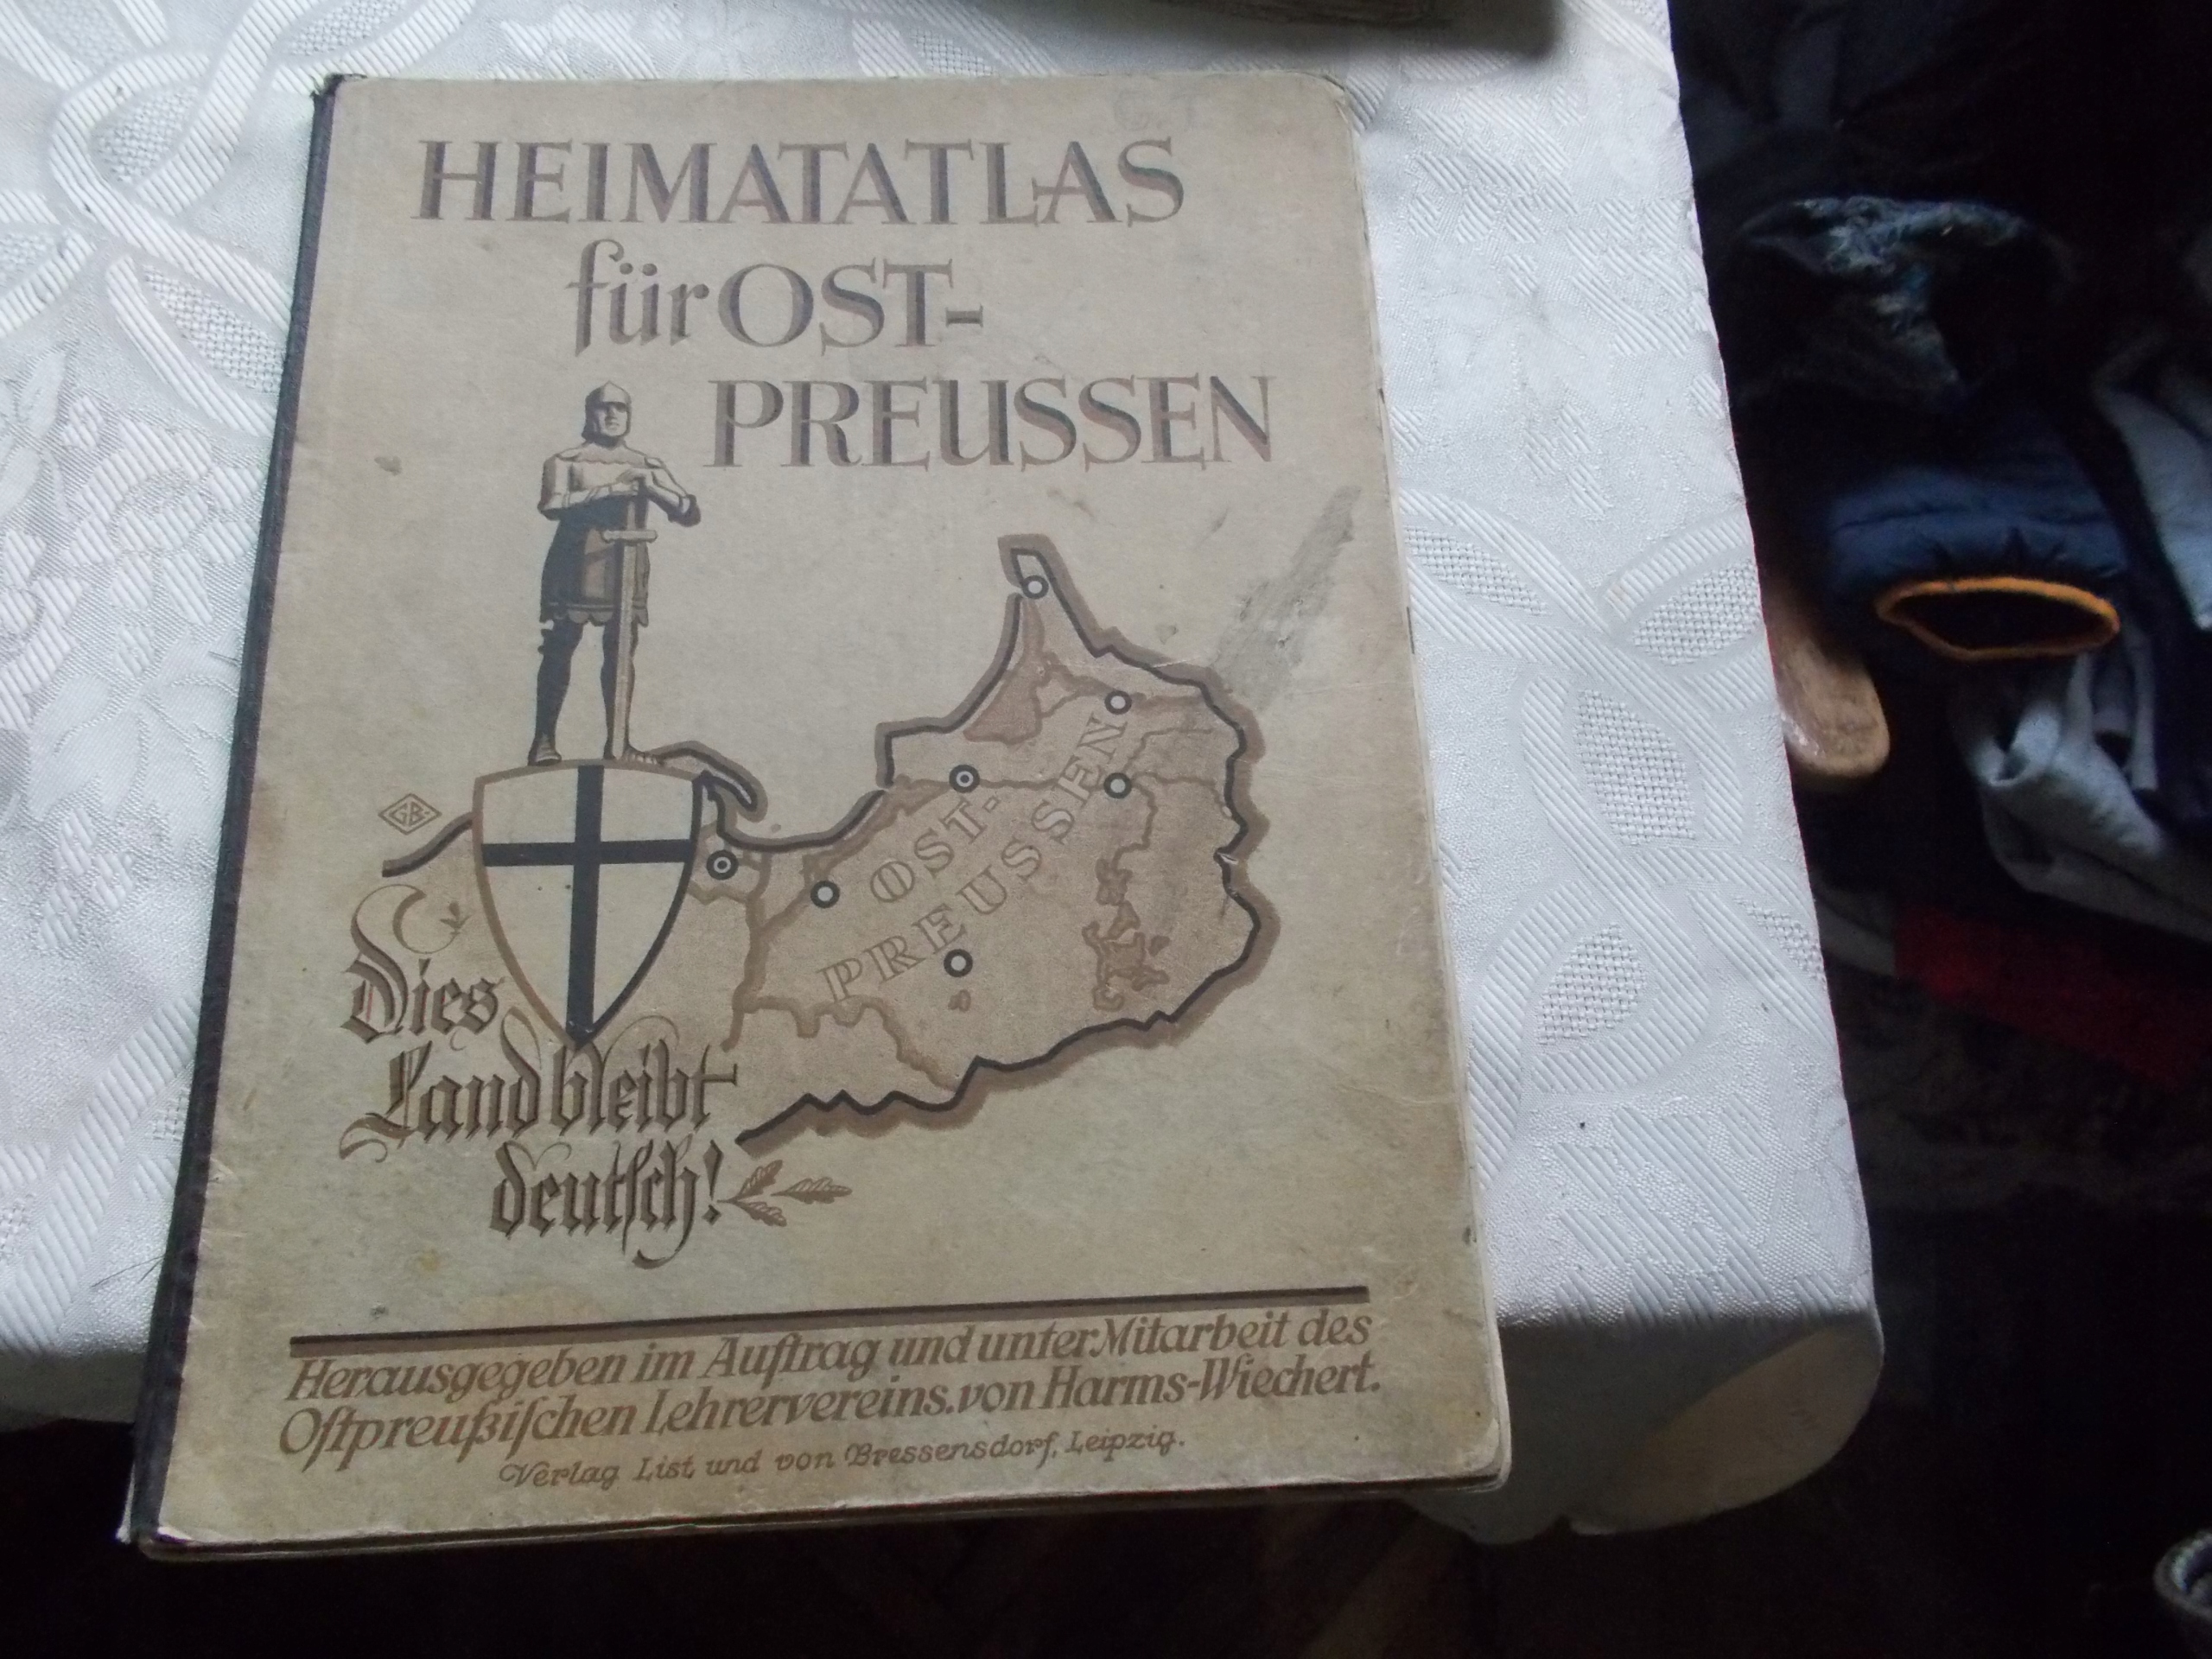 HEIMATATLAS
für OST-
PREUSSEN
GB.
OST-
PREUSSEN
Dies
Land bleibt
deutſch!
Herausgegeben im Auftrag und unter Mitarbeit des
Oſtpreußiſchen Lehrervereins. von Harms-Wiechert.
Verlag List und von Bressensdorf, Leipzig.